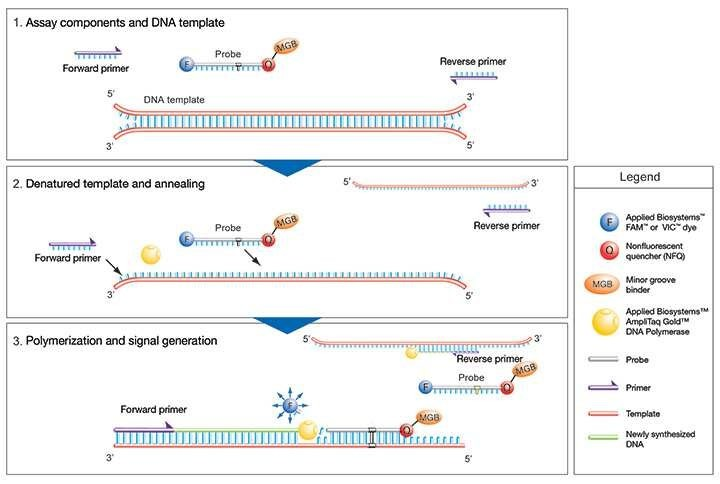 1. Assay components and DNA template
Forward primer
Probe
F
Q
MGB
Reverse primer
5′
DNA template
3′
3′
5′
2. Denatured template and annealing
5′
3′
Probe
F
Q
MGB
Reverse primer
Forward primer
3′
5′
3. Polymerization and signal generation
5′
3′
Reverse primer
Probe
F
Q
MGB
F
Forward primer
Q
MGB
3′
5′
Legend
F
Applied Biosystems™
FAM™ or VIC™ dye
Q
Nonfluorescent
quencher (NFQ)
MGB
Minor groove
binder
Applied Biosystems™
AmpliTaq Gold™
DNA Polymerase
Probe
Primer
Template
Newly synthesized
DNA